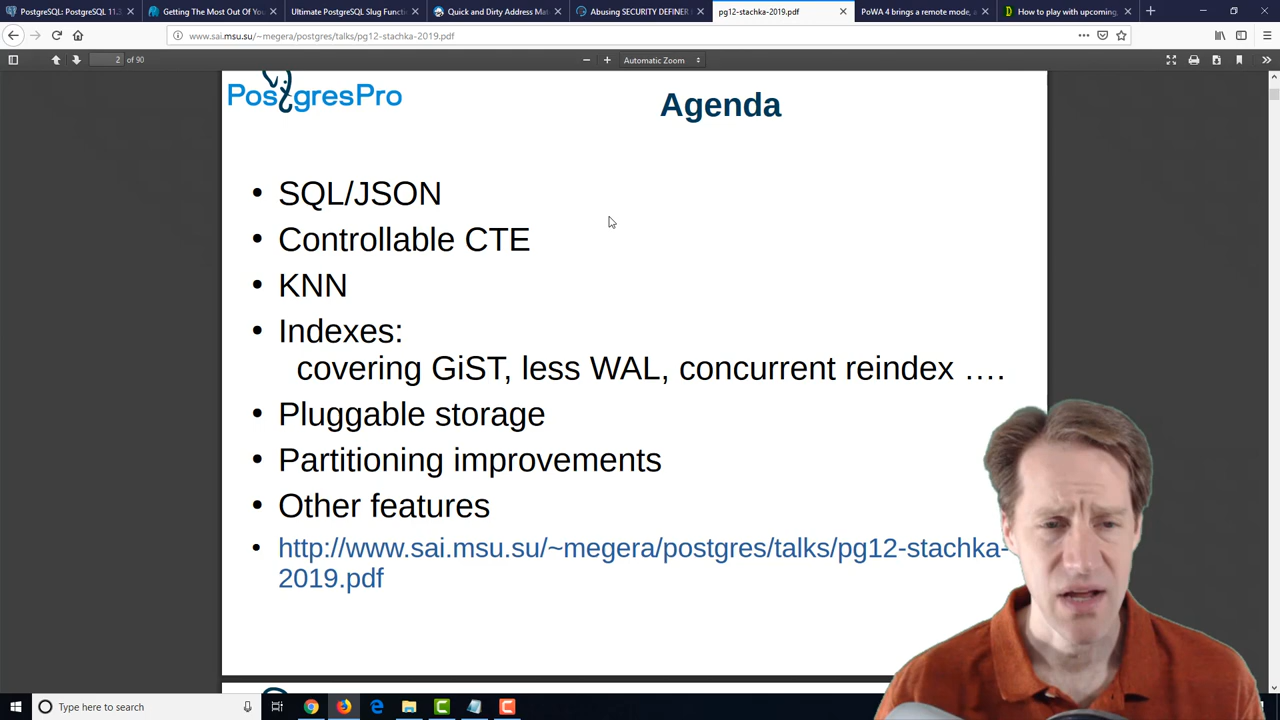 PostgreSQL: PostgreSQL 11.3,
Getting The Most Out Of You
Ultimate PostgreSQL Slug Functi
Quick and Dirty Address Mat
Abusing SECURITY DEFINER
pg12-stachka-2019.pdf
PoWA 4 brings a remote mode, a
How to play with upcoming,
www.sai.msu.su/~megera/postgres/talks/pg12-stachka-2019.pdf
2 of 90
Automatic Zoom
PostgresPro
Agenda
• SQL/JSON
• Controllable CTE
• KNN
• Indexes:
covering GiST, less WAL, concurrent reindex ….
• Pluggable storage
• Partitioning improvements
• Other features
• http://www.sai.msu.su/~megera/postgres/talks/pg12-stachka-
2019.pdf
Type here to search